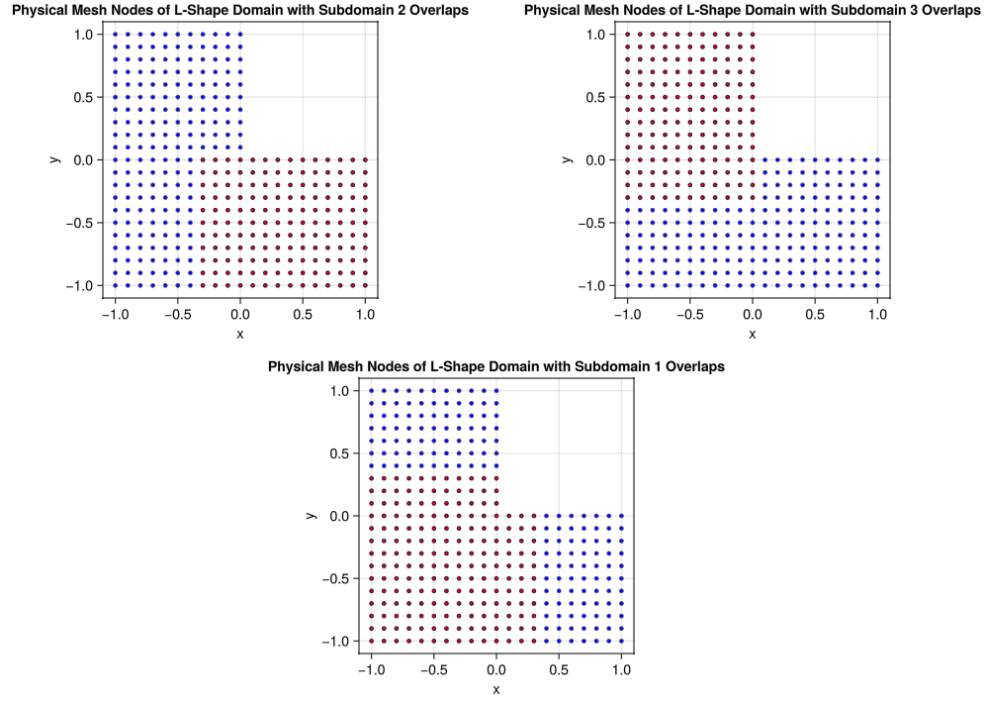 Physical Mesh Nodes of L-Shape Domain with Subdomain 2 Overlaps
1.0
0.5
y
0.0
−0.5
−1.0
−1.0 −0.5 0.0 0.5 1.0
x
Physical Mesh Nodes of L-Shape Domain with Subdomain 3 Overlaps
1.0
0.5
y
0.0
−0.5
−1.0
−1.0 −0.5 0.0 0.5 1.0
x
Physical Mesh Nodes of L-Shape Domain with Subdomain 1 Overlaps
1.0
0.5
y
0.0
−0.5
−1.0
−1.0 −0.5 0.0 0.5 1.0
x